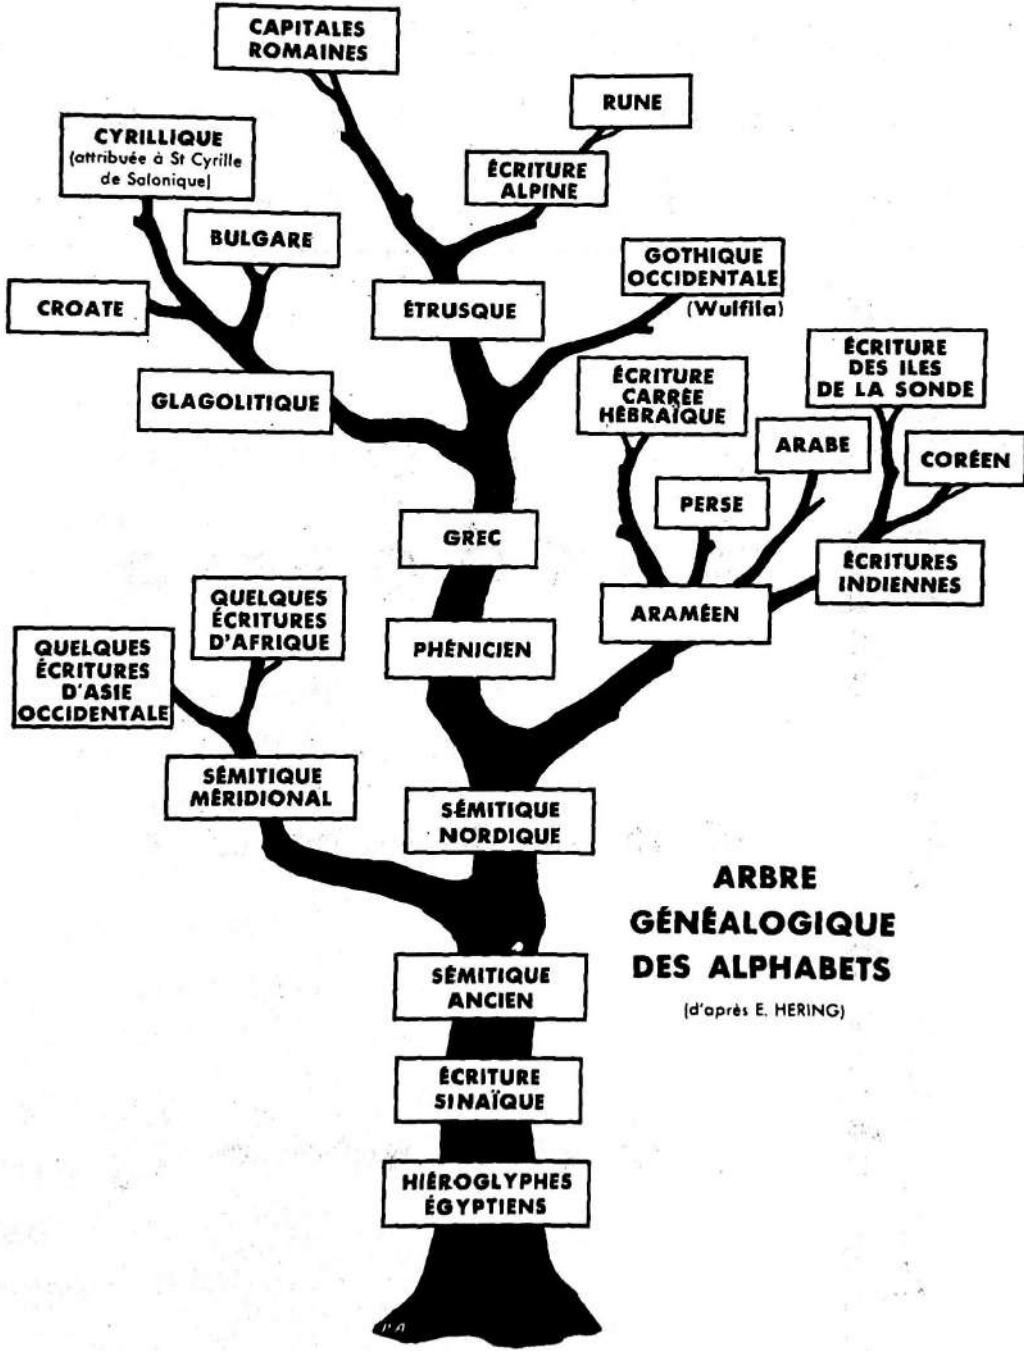 CAPITALES
ROMAINES
RUNE
CYRILLIQUE
(attribuée à St Cyrille
de Salonique)
ÉCRITURE
ALPINE
BULGARE
GOTHIQUE
OCCIDENTALE
(Wulfila)
CROATE
ÉTRUSQUE
ÉCRITURE
DES ILES
DE LA SONDE
ÉCRITURE
CARRÉE
HÉBRAÏQUE
GLAGOLITIQUE
ARABE
CORÉEN
PERSE
GREC
ÉCRITURES
INDIENNES
QUELQUES
ÉCRITURES
D'AFRIQUE
ARAMÉEN
PHÉNICIEN
QUELQUES
ÉCRITURES
D'ASIE
OCCIDENTALE
SÉMITIQUE
MÉRIDIONAL
SÉMITIQUE
NORDIQUE
ARBRE
GÉNÉALOGIQUE
DES ALPHABETS
(d'après E. HERING)
SÉMITIQUE
ANCIEN
ÉCRITURE
SINAÏQUE
HIÉROGLYPHES
ÉGYPTIENS